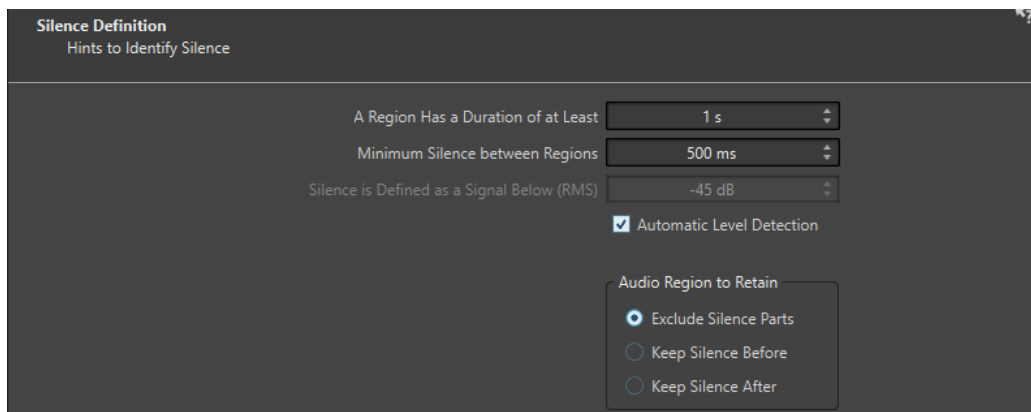 Silence Definition
Hints to Identify Silence
A Region Has a Duration of at Least 1 s
Minimum Silence between Regions 500 ms
Silence is Defined as a Signal Below (RMS) -45 dB
Automatic Level Detection
Audio Region to Retain
Exclude Silence Parts
Keep Silence Before
Keep Silence After